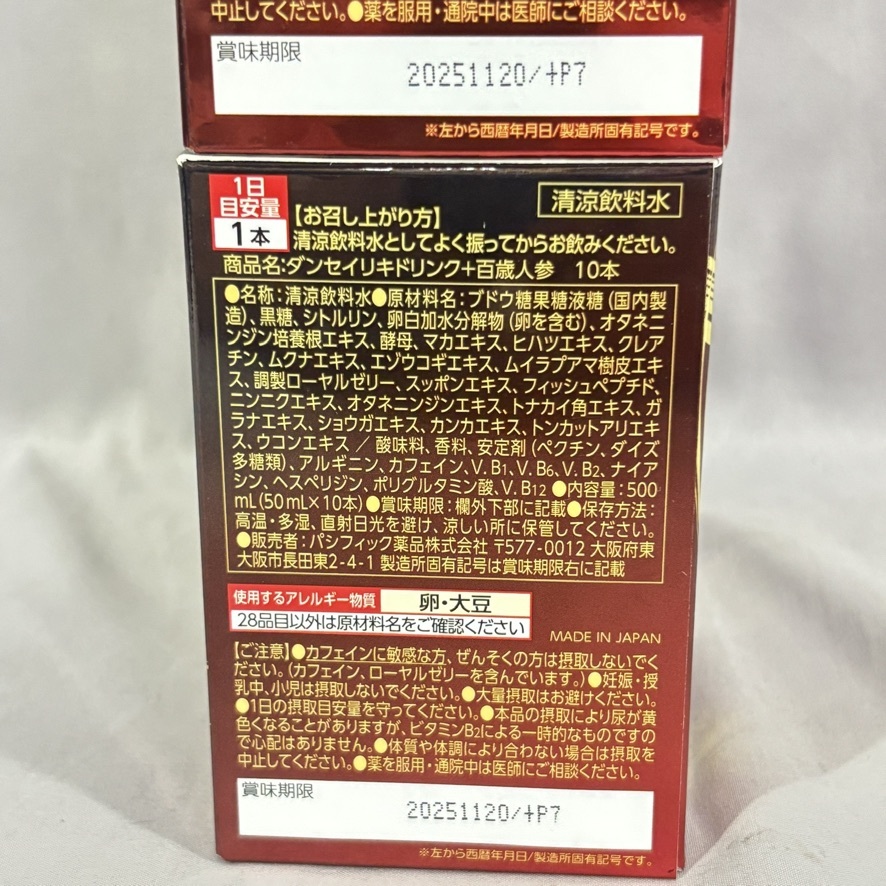 中止してください。●薬を服用・通院中は医師にご相談ください。
賞味期限
20251120/+P7
※左から西暦年月日/製造所固有記号です。
1日
目安量
1本
清涼飲料水
【お召し上がり方】
清涼飲料水としてよく振ってからお飲みください。
商品名:ダンセイリキドリンク+百歳人参 10本
●名称:清涼飲料水●原材料名:ブドウ糖果糖液糖(国内製
造)、黒糖、シトルリン、卵白加水分解物(卵を含む)、オタネニ
ンジン培養根エキス、酵母、マカエキス、ヒハツエキス、クレア
チン、ムクナエキス、エゾウコギエキス、ムイラプアマ樹皮エキ
ス、調製ローヤルゼリー、スッポンエキス、フィッシュペプチド、
ニンニクエキス、オタネニンジンエキス、トナカイ角エキス、ガ
ラナエキス、ショウガエキス、カンカエキス、トンカットアリエキ
ス、ウコンエキス/酸味料、香料、安定剤(ペクチン、ダイズ
多糖類)、アルギニン、カフェイン、V.B1、V.B6、V.B2、ナイア
シン、ヘスペリジン、ポリグルタミン酸、V.B12 ●内容量:500
mL(50mL×10本)●賞味期限:欄外下部に記載●保存方法:
高温・多湿、直射日光を避け、涼しい所に保管してください。
●販売者:パシフィック薬品株式会社 〒577-0012 大阪府東
大阪市長田東2-4-1 製造所固有記号は賞味期限右に記載
使用するアレルギー物質 卵・大豆
28品目以外は原材料名をご確認ください
MADE IN JAPAN
【ご注意】●カフェインに敏感な方、ぜんそくの方は摂取しないでく
ださい。(カフェイン、ローヤルゼリーを含んでいます。)●妊娠・授
乳中、小児は摂取しないでください。●大量摂取はお避けください。
●1日の摂取目安量を守ってください。●本品の摂取により尿が黄
色くなることがありますが、ビタミンB2による一時的なものですの
で心配はありません。●体質や体調により合わない場合は摂取を
中止してください。●薬を服用・通院中は医師にご相談ください。
賞味期限
20251120/+P7
※左から西暦年月日/製造所固有記号です。